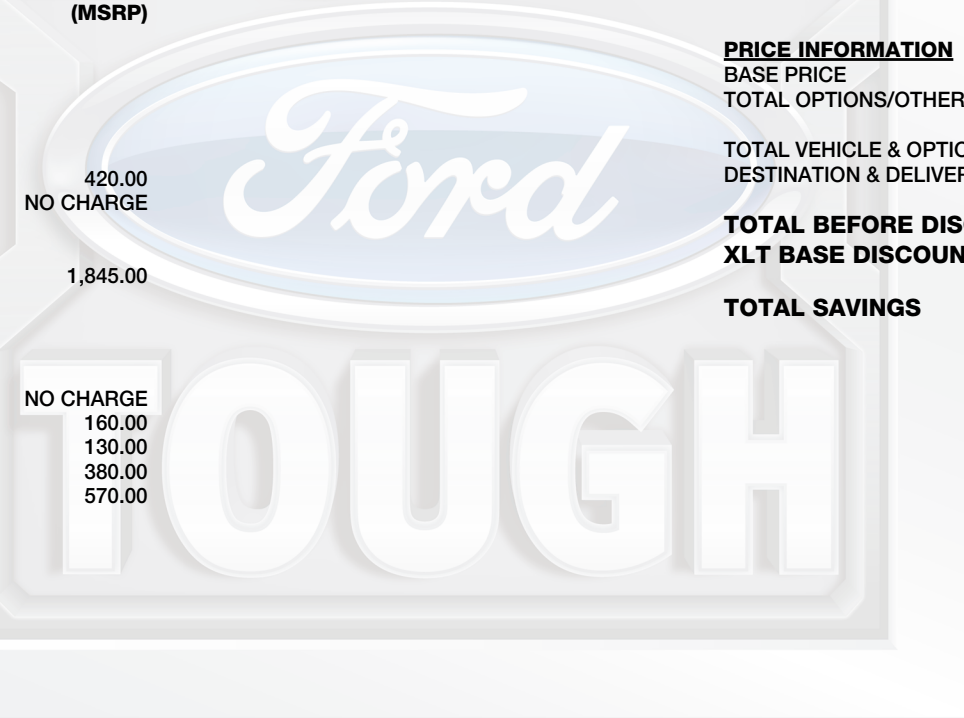 (MSRP)
420.00
NO CHARGE
1,845.00
NO CHARGE
160.00
130.00
380.00
570.00
PRICE INFORMATION
BASE PRICE
TOTAL OPTIONS/OTHER
TOTAL VEHICLE & OPTIO
DESTINATION & DELIVER
TOTAL BEFORE DIS
XLT BASE DISCOUN
TOTAL SAVINGS
Ford
TOUGH